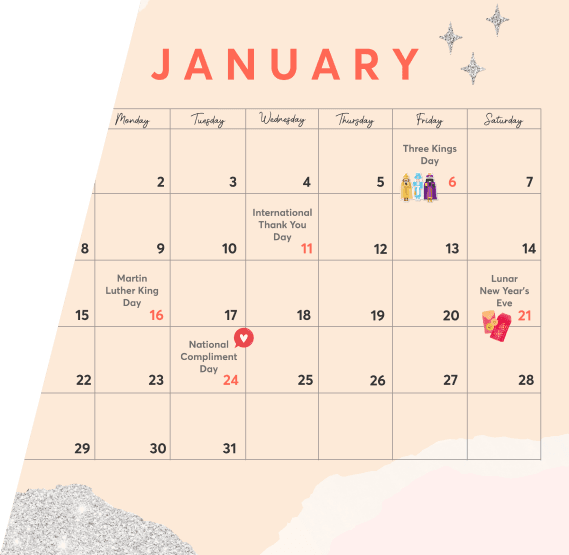 JANUARY
Monday Tuesday Wednesday Thursday Friday Saturday
Three Kings
Day
2 3 4 5 6 7
International
Thank You
Day
8 9 10 11 12 13 14
Martin
Luther King
Day
Lunar
New Year's
Eve
15 16 17 18 19 20 21
National
Compliment
Day
22 23 24 25 26 27 28
29 30 31